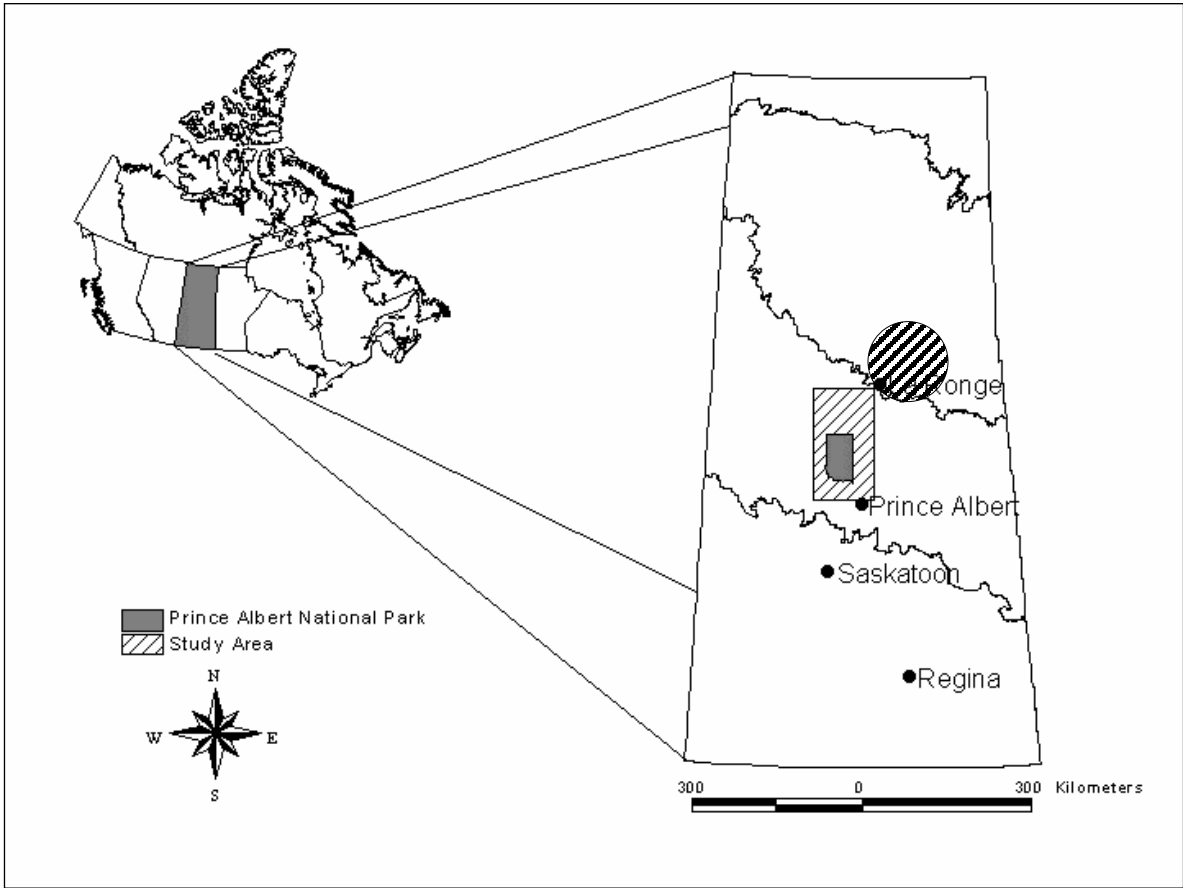 Ronge
Prince Albert
Saskatoon
Regina
Prince Albert National Park
Study Area
N
W E
S
300 0 300 Kilometers